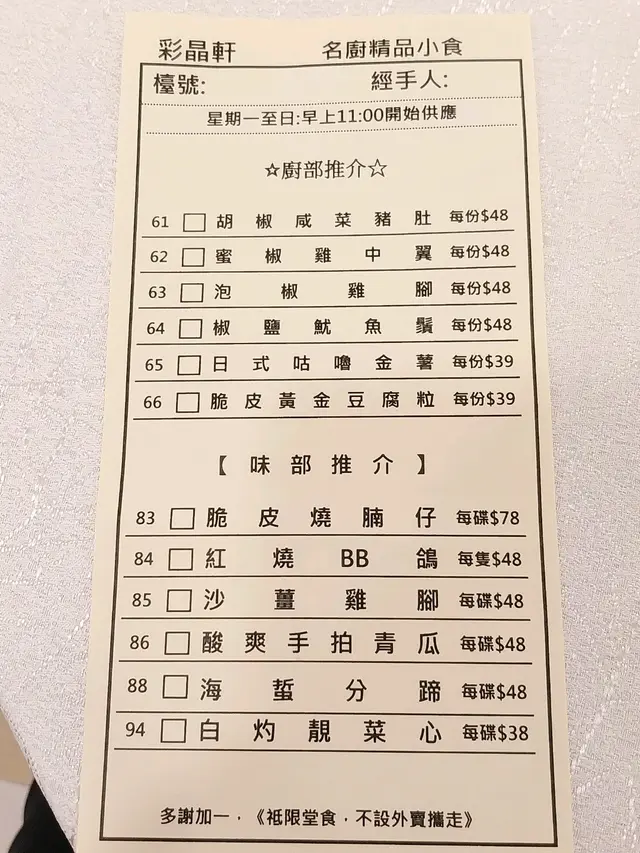 彩晶軒 名廚精品小食
檯號: 經手人:
星期一至日:早上11:00開始供應
☆廚部推介☆
61 □ 胡椒咸菜豬肚 每份$48
62 □ 蜜椒雞中翼 每份$48
63 □ 泡椒雞腳 每份$48
64 □ 椒鹽魷魚鬚 每份$48
65 □ 日式咕嚕金薯 每份$39
66 □ 脆皮黃金豆腐粒 每份$39
【味部推介】
83 □ 脆皮燒腩仔 每碟$78
84 □ 紅燒BB鴿 每隻$48
85 □ 沙薑雞腳 每碟$48
86 □ 酸爽手拍青瓜 每碟$48
88 □ 海蜇分蹄 每碟$48
94 □ 白灼靚菜心 每碟$38
多謝加一，《祗限堂食，不設外賣攜走》